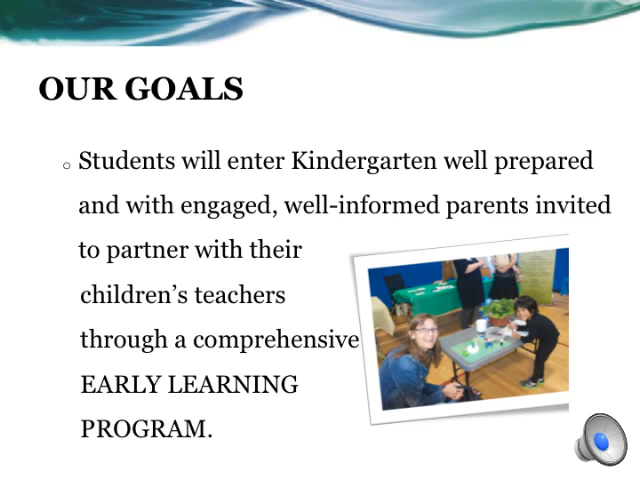 OUR GOALS
Students will enter Kindergarten well prepared
and with engaged, well-informed parents invited
to partner with their
children’s teachers
through a comprehensive
EARLY LEARNING
PROGRAM.